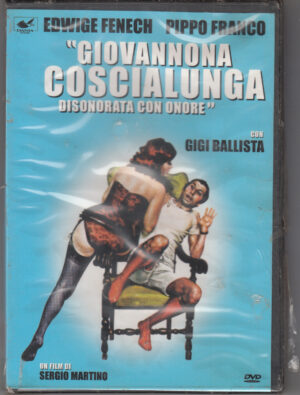 EDWIGE FENECH PIPPO FRANCO
"GIOVANNONA
COSCIALUNGA
DISONORATA CON ONORE"
CON
GIGI BALLISTA
UN FILM DI
SERGIO MARTINO
DVD